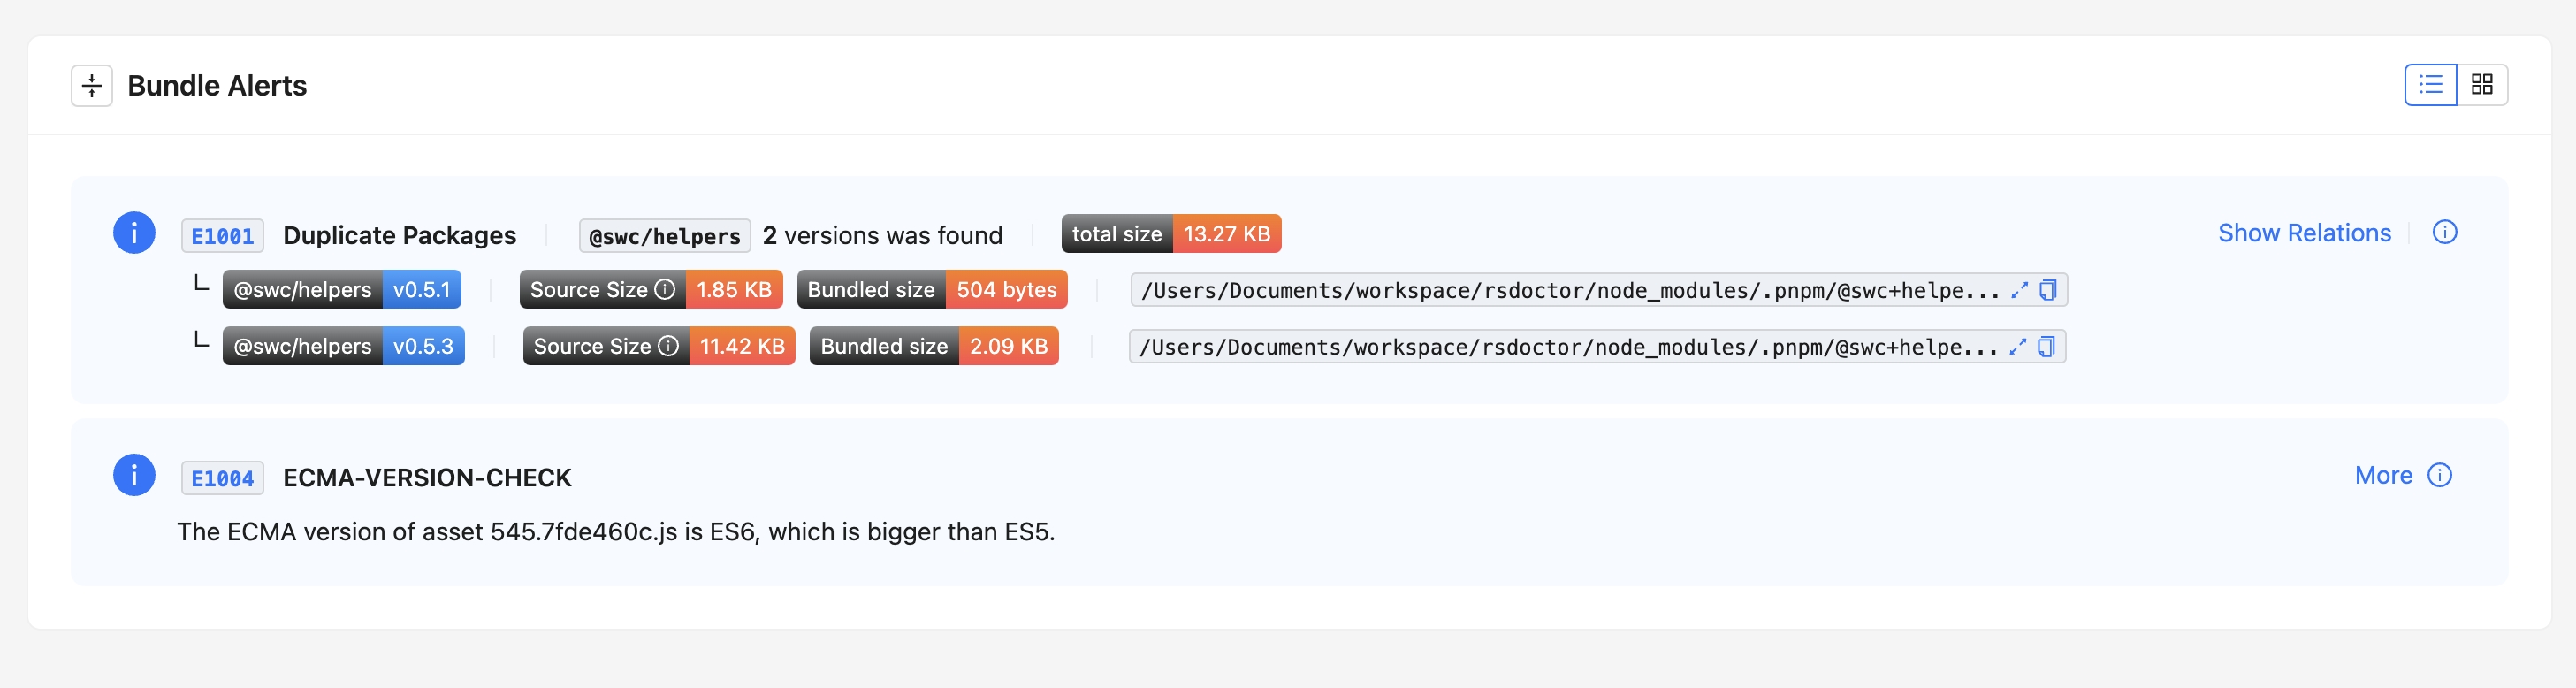 Bundle Alerts
E1001 Duplicate Packages @swc/helpers 2 versions was found total size 13.27 KB Show Relations
@swc/helpers v0.5.1 Source Size 1.85 KB Bundled size 504 bytes /Users/Documents/workspace/rsdoctor/node_modules/.pnpm/@swc+helpe...
@swc/helpers v0.5.3 Source Size 11.42 KB Bundled size 2.09 KB /Users/Documents/workspace/rsdoctor/node_modules/.pnpm/@swc+helpe...
E1004 ECMA-VERSION-CHECK More
The ECMA version of asset 545.7fde460c.js is ES6, which is bigger than ES5.